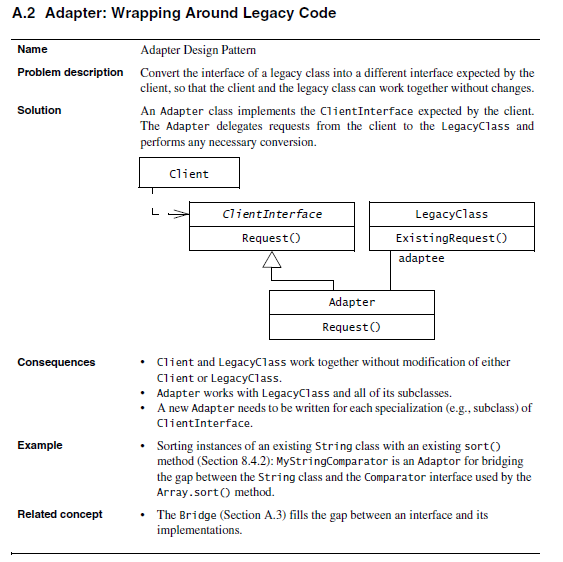 A.2 Adapter: Wrapping Around Legacy Code
Name Adapter Design Pattern
Problem description Convert the interface of a legacy class into a different interface expected by the
client, so that the client and the legacy class can work together without changes.
Solution An Adapter class implements the ClientInterface expected by the client.
The Adapter delegates requests from the client to the LegacyClass and
performs any necessary conversion.
Client
ClientInterface LegacyClass
Request() ExistingRequest()
adaptee
Adapter
Request()
Consequences • Client and LegacyClass work together without modification of either
Client or LegacyClass.
• Adapter works with LegacyClass and all of its subclasses.
• A new Adapter needs to be written for each specialization (e.g., subclass) of
ClientInterface.
Example • Sorting instances of an existing String class with an existing sort()
method (Section 8.4.2): MyStringComparator is an Adaptor for bridging
the gap between the String class and the Comparator interface used by the
Array.sort() method.
Related concept • The Bridge (Section A.3) fills the gap between an interface and its
implementations.